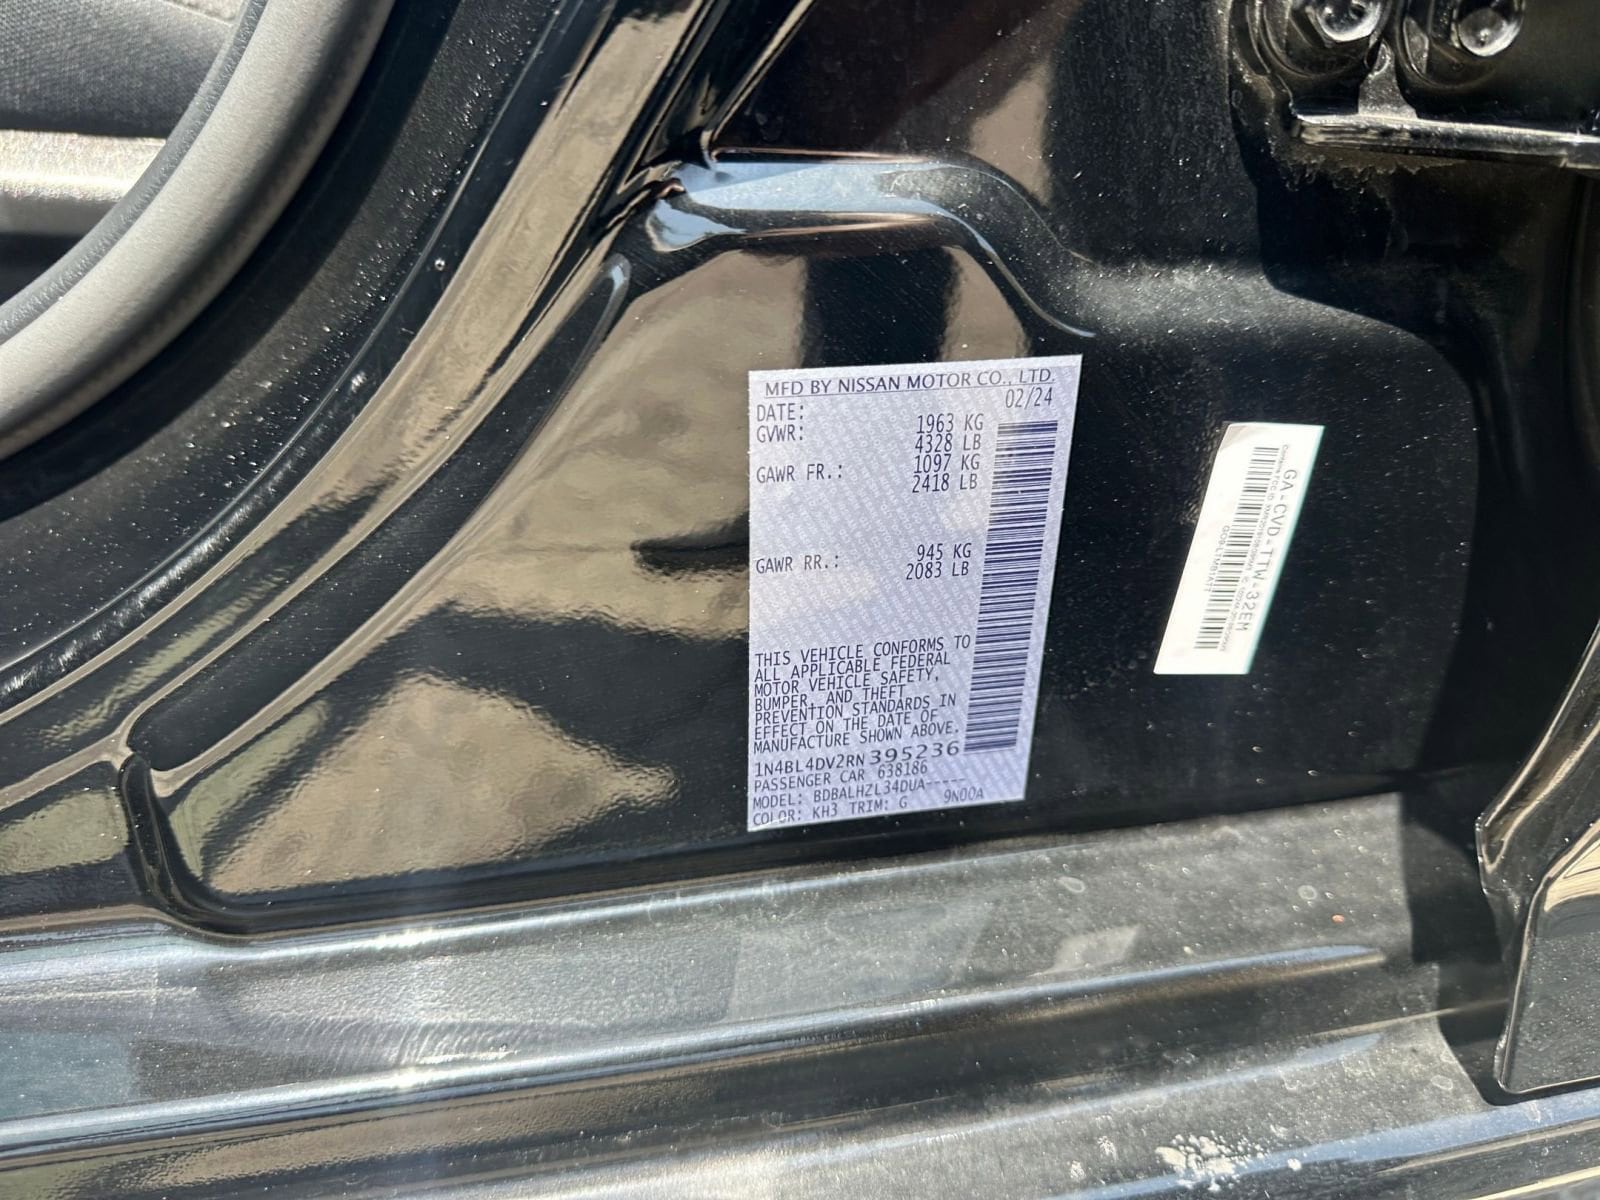 MFD BY NISSAN MOTOR CO., LTD.
DATE: 02/24
GVWR: 1963 KG
4328 LB
GAWR FR.: 1097 KG
2418 LB
GAWR RR.: 945 KG
2083 LB
THIS VEHICLE CONFORMS TO
ALL APPLICABLE FEDERAL
MOTOR VEHICLE SAFETY,
BUMPER, AND THEFT
PREVENTION STANDARDS IN
EFFECT ON THE DATE OF
MANUFACTURE SHOWN ABOVE.
1N4BL4DV2RN395236
PASSENGER CAR 638186
MODEL: BDBALHZL34DUA-----
COLOR: KH3 TRIM: G 9N00A
GA-CVD-TTW-32EM
Contains FCC ID